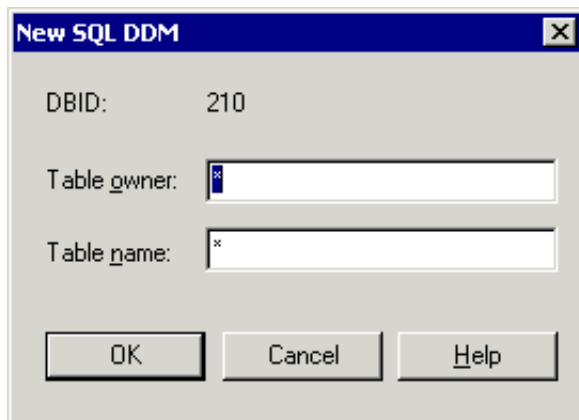 New SQL DDM
DBID: 210
Table owner: *
Table name: *
OK Cancel Help